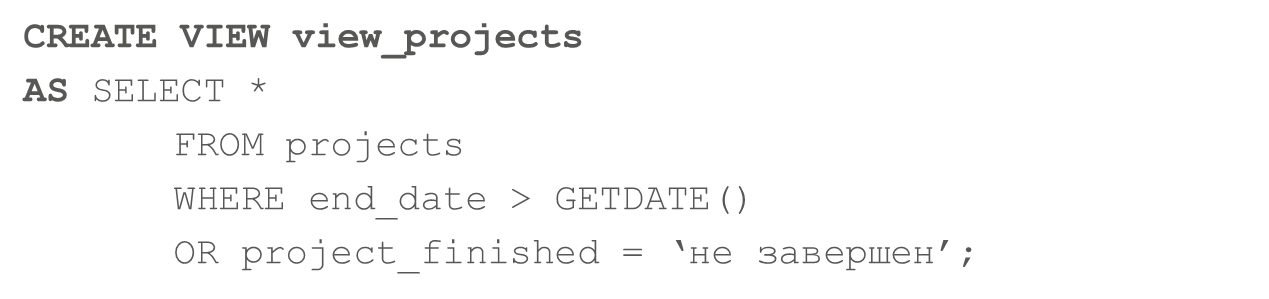 CREATE VIEW view_projects
AS SELECT *
FROM projects
WHERE end_date > GETDATE()
OR project_finished = ‘не завершен’;